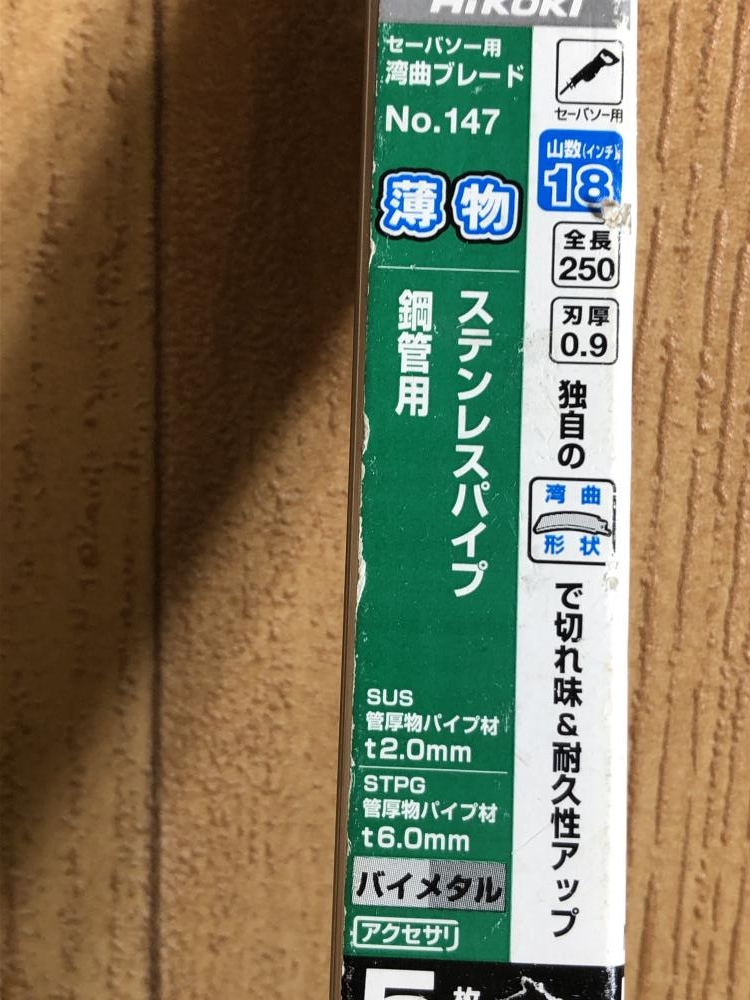 HiKOKI
セーバソー用
湾曲ブレード
No.147
薄物
ステンレスパイプ
鋼管用
SUS
管厚物パイプ材
t2.0mm
STPG
管厚物パイプ材
t6.0mm
バイメタル
アクセサリ
セーバソー用
山数(インチ)
18
全長
250
刃厚
0.9
独自の
湾曲
形状
で切れ味&耐久性アップ
5枚